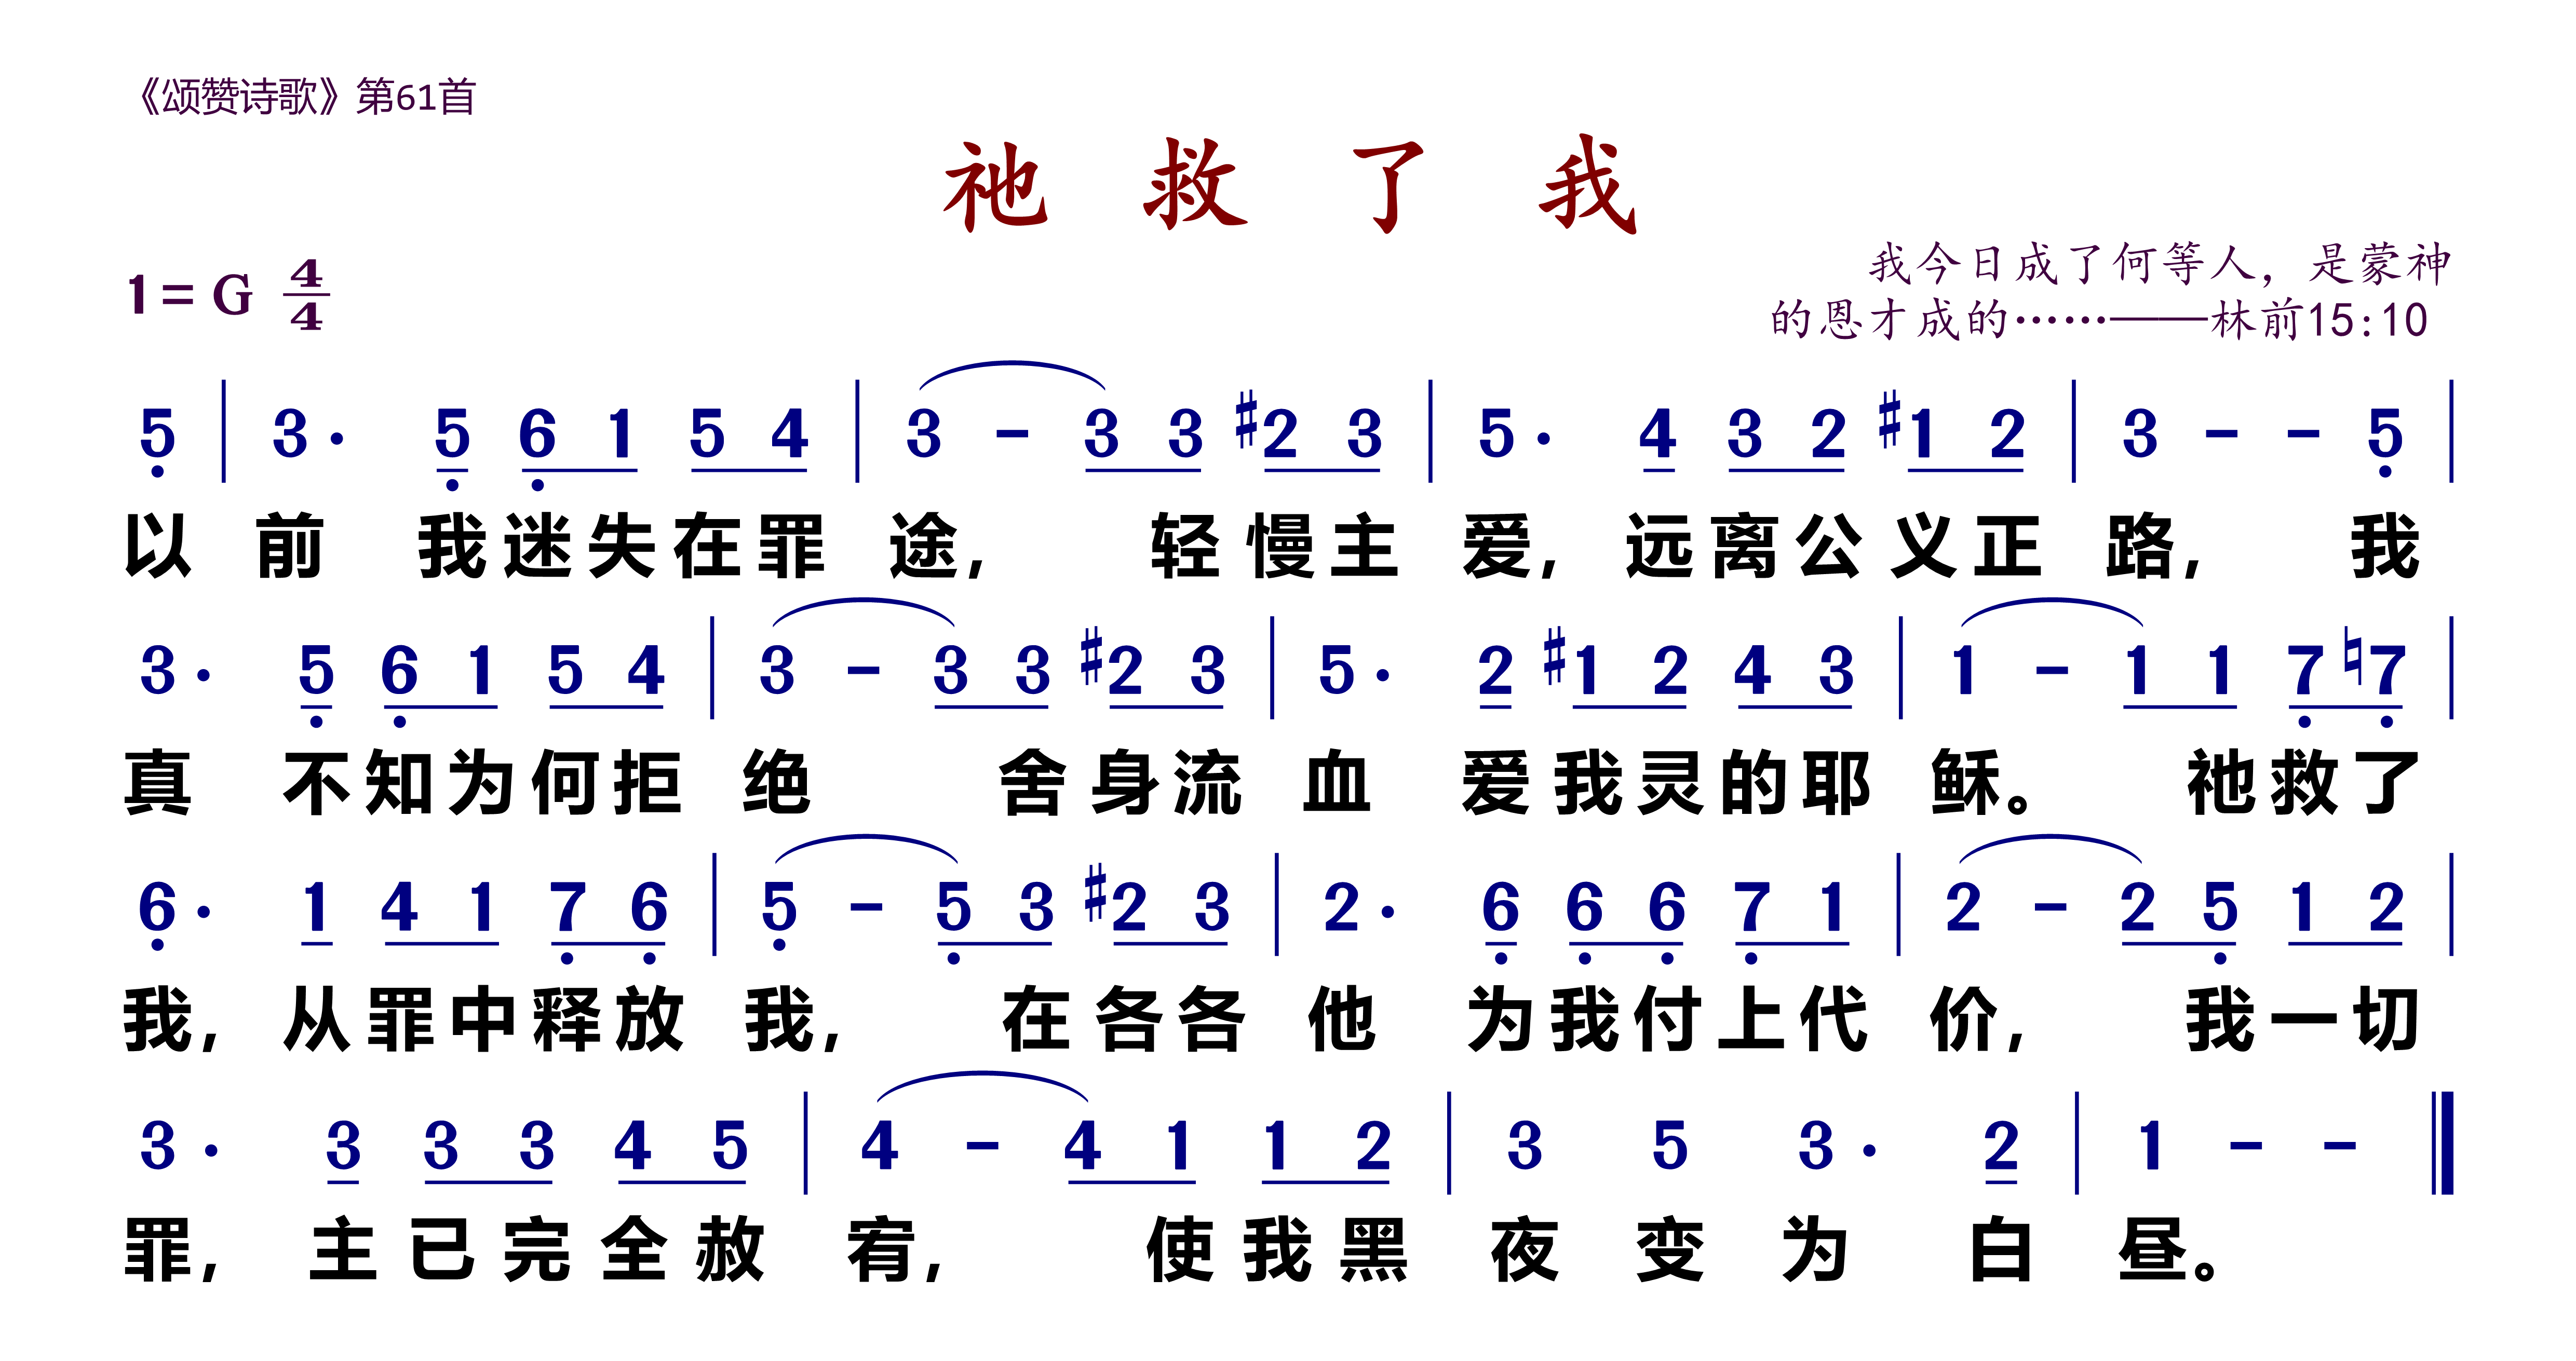 《颂赞诗歌》第61首
祂救了我
我今日成了何等人，是蒙神
1= G 4/4
的恩才成的……——林前15:10
5 | 3· 5 6 1 5 4 | 3 - 3 3 #2 3 | 5· 4 3 2 #1 2 | 3 - - 5 |
以前 我迷失在罪途， 轻慢主爱，远离公义正路， 我
3· 5 6 1 5 4 | 3 - 3 3 #2 3 | 5· 2 #1 2 4 3 | 1 - 1 1 7 ♮7 |
真 不知为何拒绝 舍身流血 爱我灵的耶稣。 祂救了
6· 1 4 1 7 6 | 5 - 5 3 #2 3 | 2· 6 6 6 7 1 | 2 - 2 5 1 2 |
我，从罪中释放我， 在各各他 为我付上代价， 我一切
3· 3 3 3 4 5 | 4 - 4 1 1 2 | 3 5 3· 2 | 1 - - ‖
罪，主已完全赦宥， 使我黑夜变为白昼。